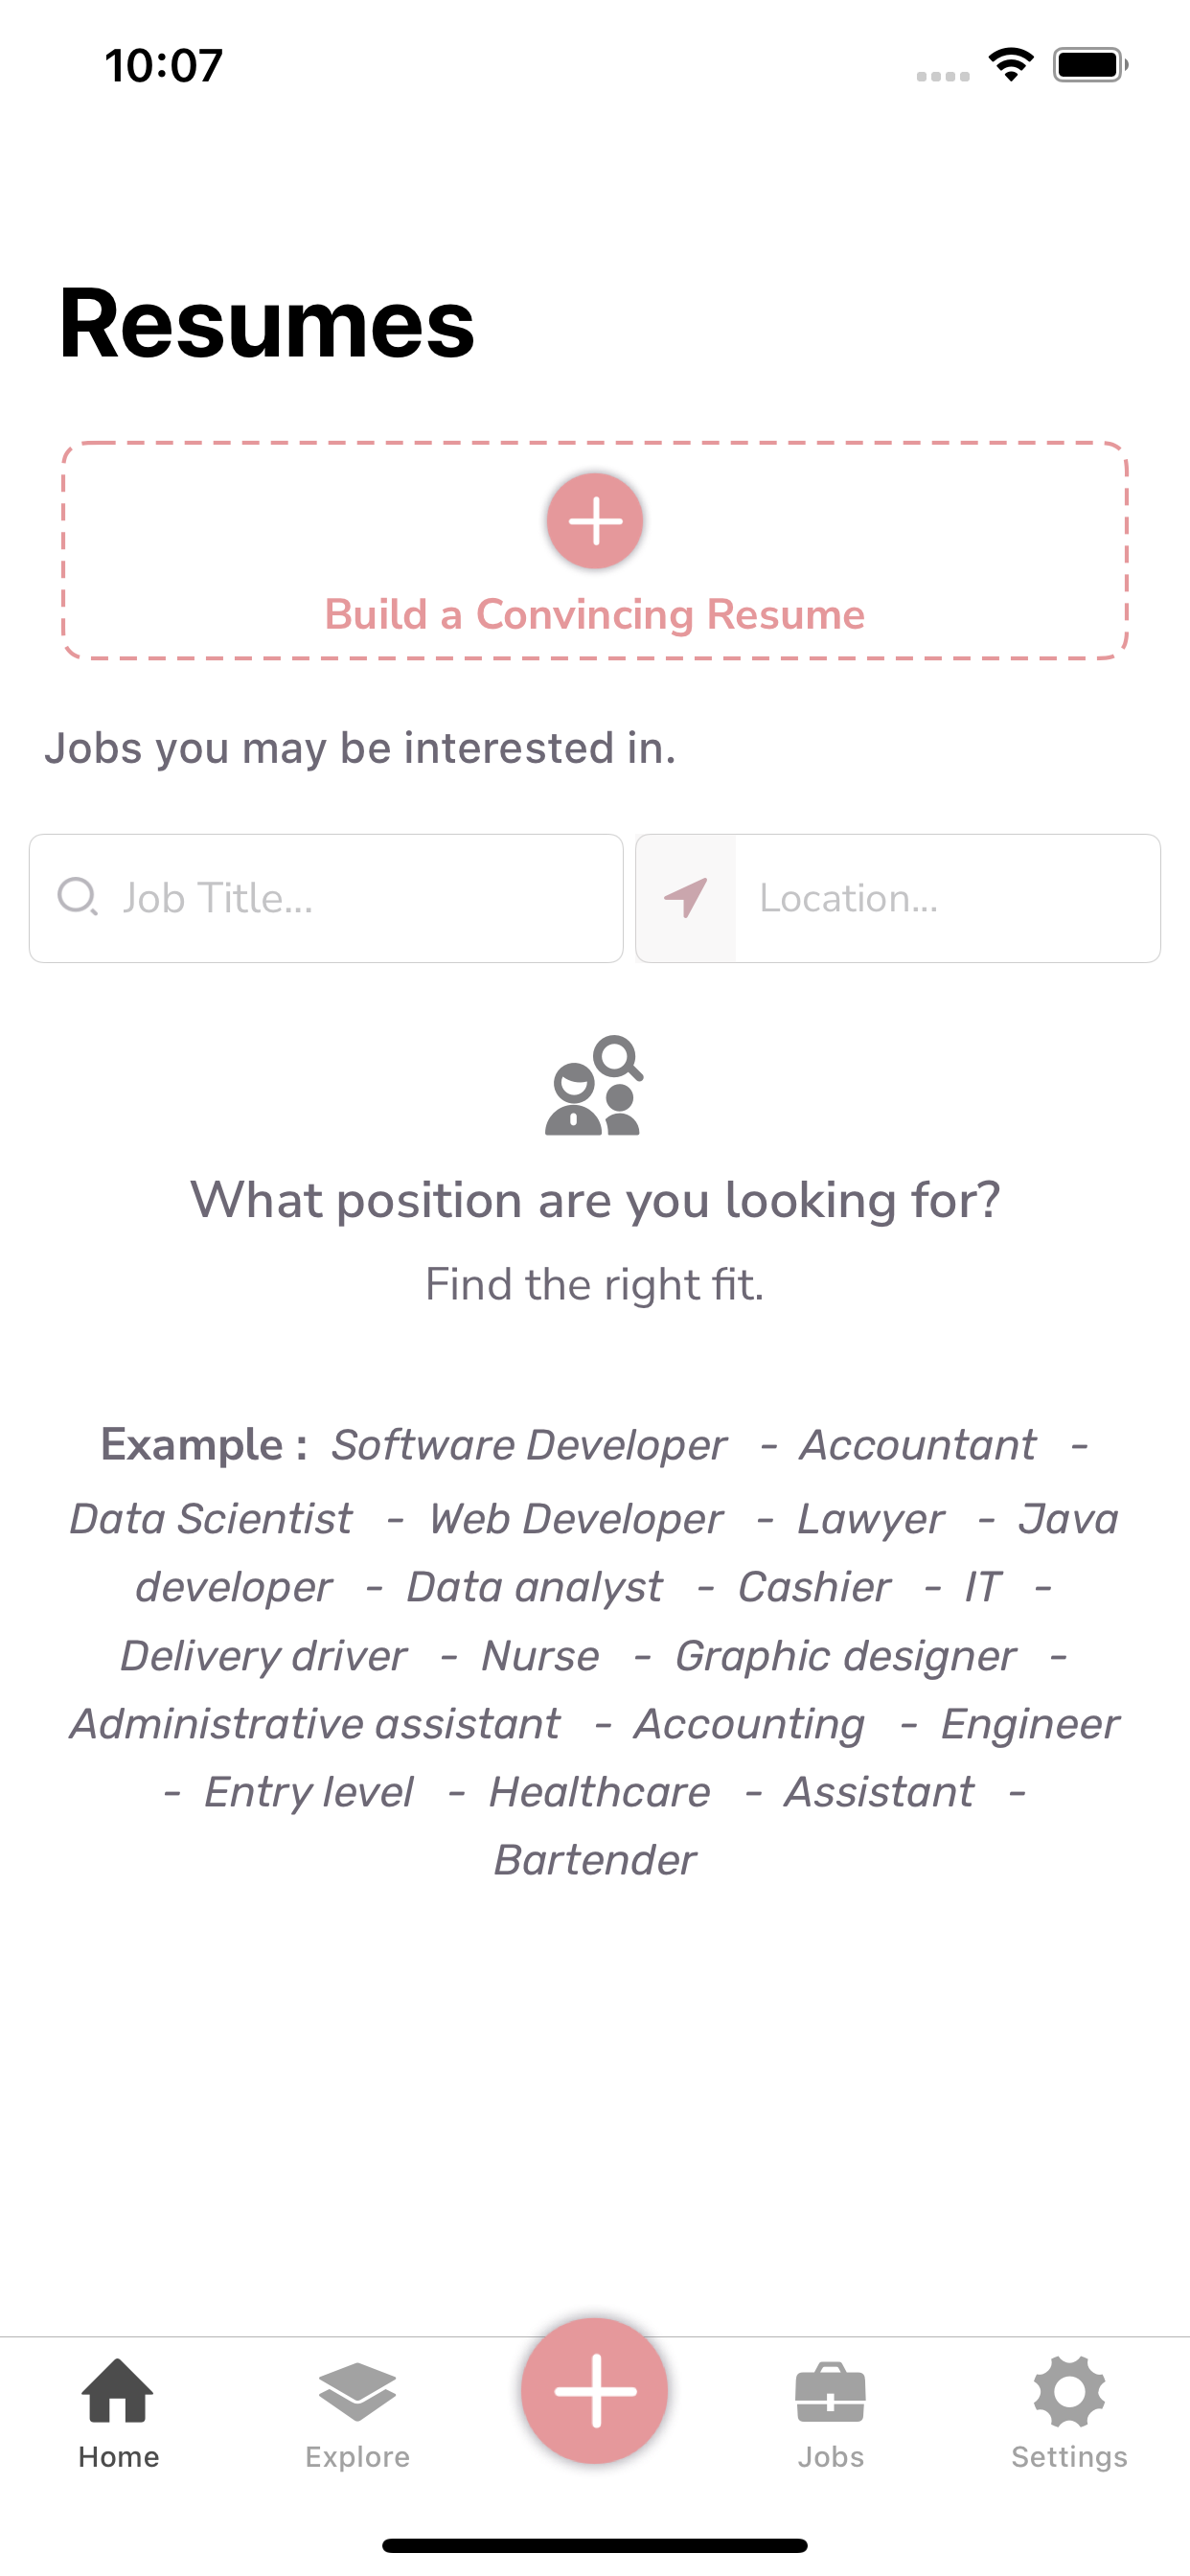 10:07
Resumes
Build a Convincing Resume
Jobs you may be interested in.
Job Title...
Location...
What position are you looking for?
Find the right fit.
Example : Software Developer - Accountant -
Data Scientist - Web Developer - Lawyer - Java
developer - Data analyst - Cashier - IT -
Delivery driver - Nurse - Graphic designer -
Administrative assistant - Accounting - Engineer
- Entry level - Healthcare - Assistant -
Bartender
Home
Explore
Jobs
Settings